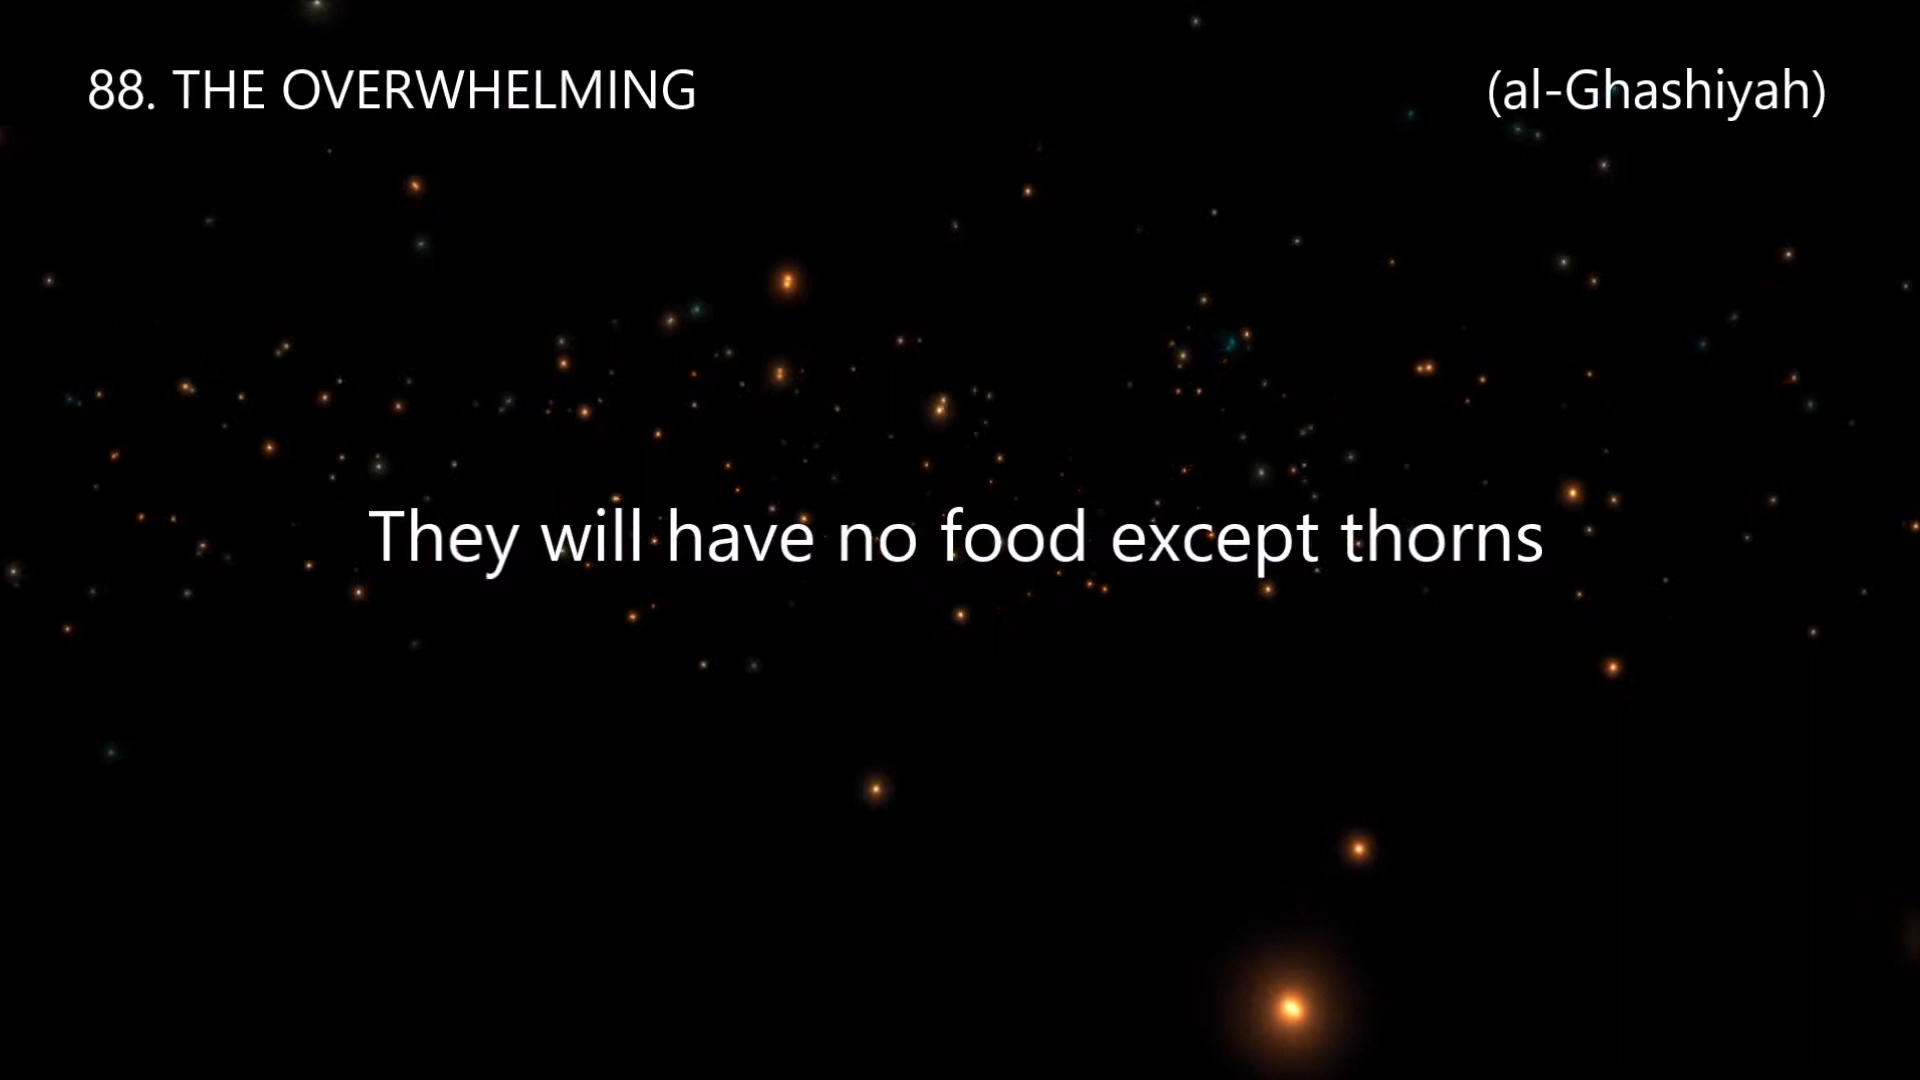 88. THE OVERWHELMING (al-Ghashiyah)
They will have no food except thorns